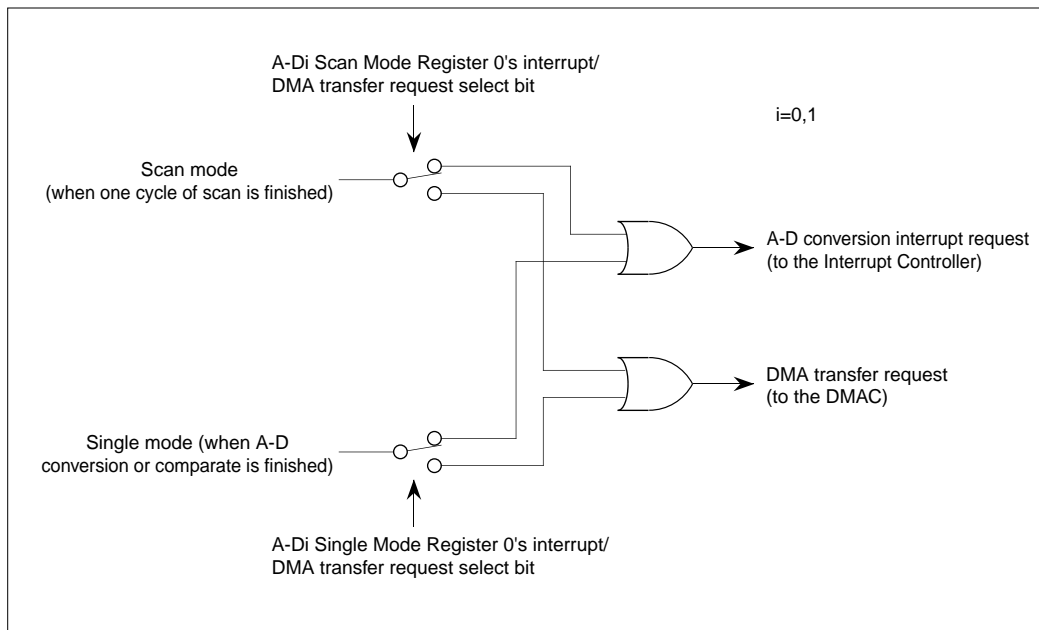 A-Di Scan Mode Register 0's interrupt/
DMA transfer request select bit
i=0,1
Scan mode
(when one cycle of scan is finished)
A-D conversion interrupt request
(to the Interrupt Controller)
DMA transfer request
(to the DMAC)
Single mode (when A-D
conversion or comparate is finished)
A-Di Single Mode Register 0's interrupt/
DMA transfer request select bit